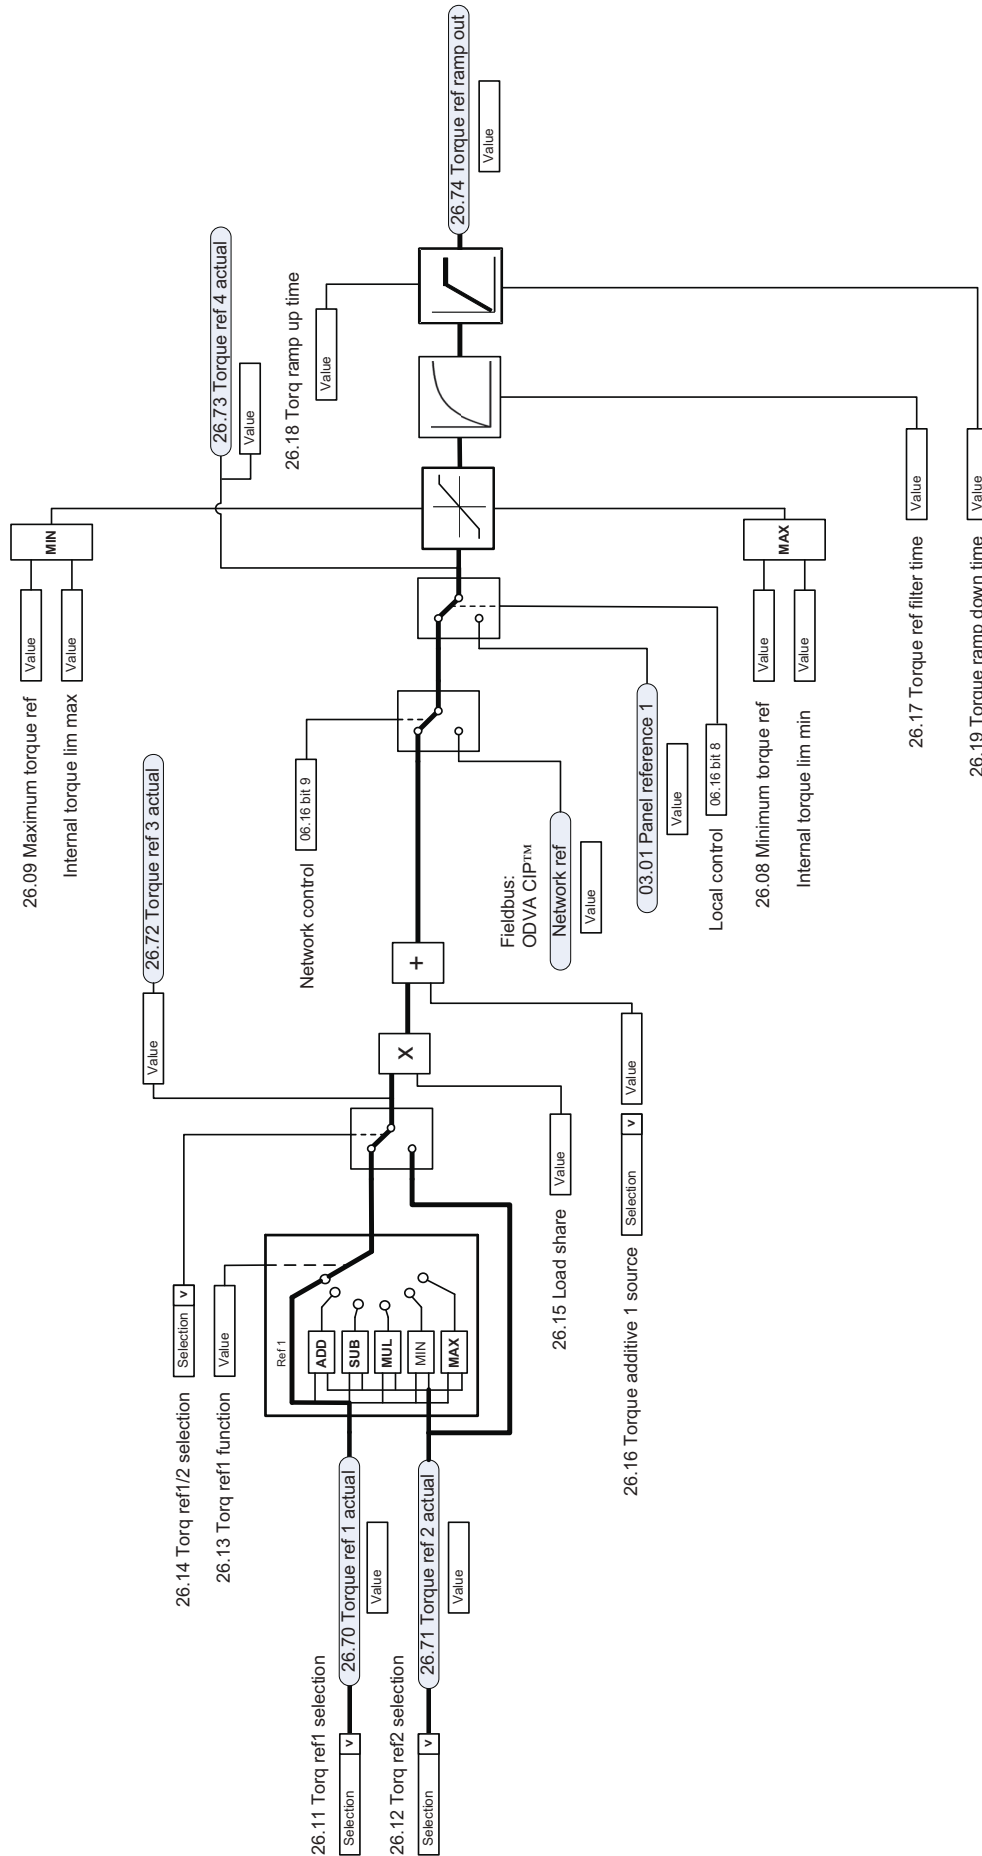 26.11 Torq ref1 selection
Selection
v
26.12 Torq ref2 selection
Selection
v
26.70 Torque ref 1 actual
Value
26.71 Torque ref 2 actual
Value
26.14 Torq ref1/2 selection
Selection
v
26.13 Torq ref1 function
Value
Ref 1
ADD
SUB
MUL
MIN
MAX
26.72 Torque ref 3 actual
Value
X
+
26.15 Load share
Value
26.16 Torque additive 1 source
Selection
v
Value
Network control
06.16 bit 9
Fieldbus:
ODVA CIP™
Network ref
Value
03.01 Panel reference 1
Value
Local control
06.16 bit 8
26.09 Maximum torque ref
Value
Internal torque lim max
Value
MIN
26.73 Torque ref 4 actual
Value
26.08 Minimum torque ref
Value
Internal torque lim min
Value
MAX
26.18 Torq ramp up time
Value
26.17 Torque ref filter time
Value
26.19 Torque ramp down time
Value
26.74 Torque ref ramp out
Value